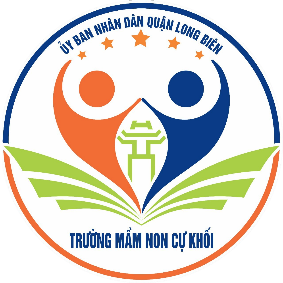 ỦY BAN NHÂN DÂN QUẬN LONG BIÊN
TRƯỜNG MẦM NON CỰ KHỐI